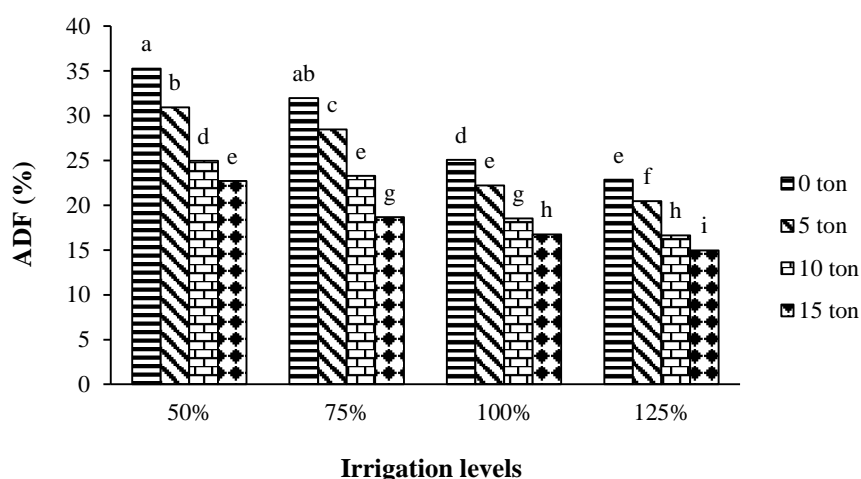 ADF (%)
40
35
30
25
20
15
10
5
0
a
b
d
e
ab
c
e
g
d
e
g
h
e
f
h
i
50%
75%
100%
125%
Irrigation levels
0 ton
5 ton
10 ton
15 ton